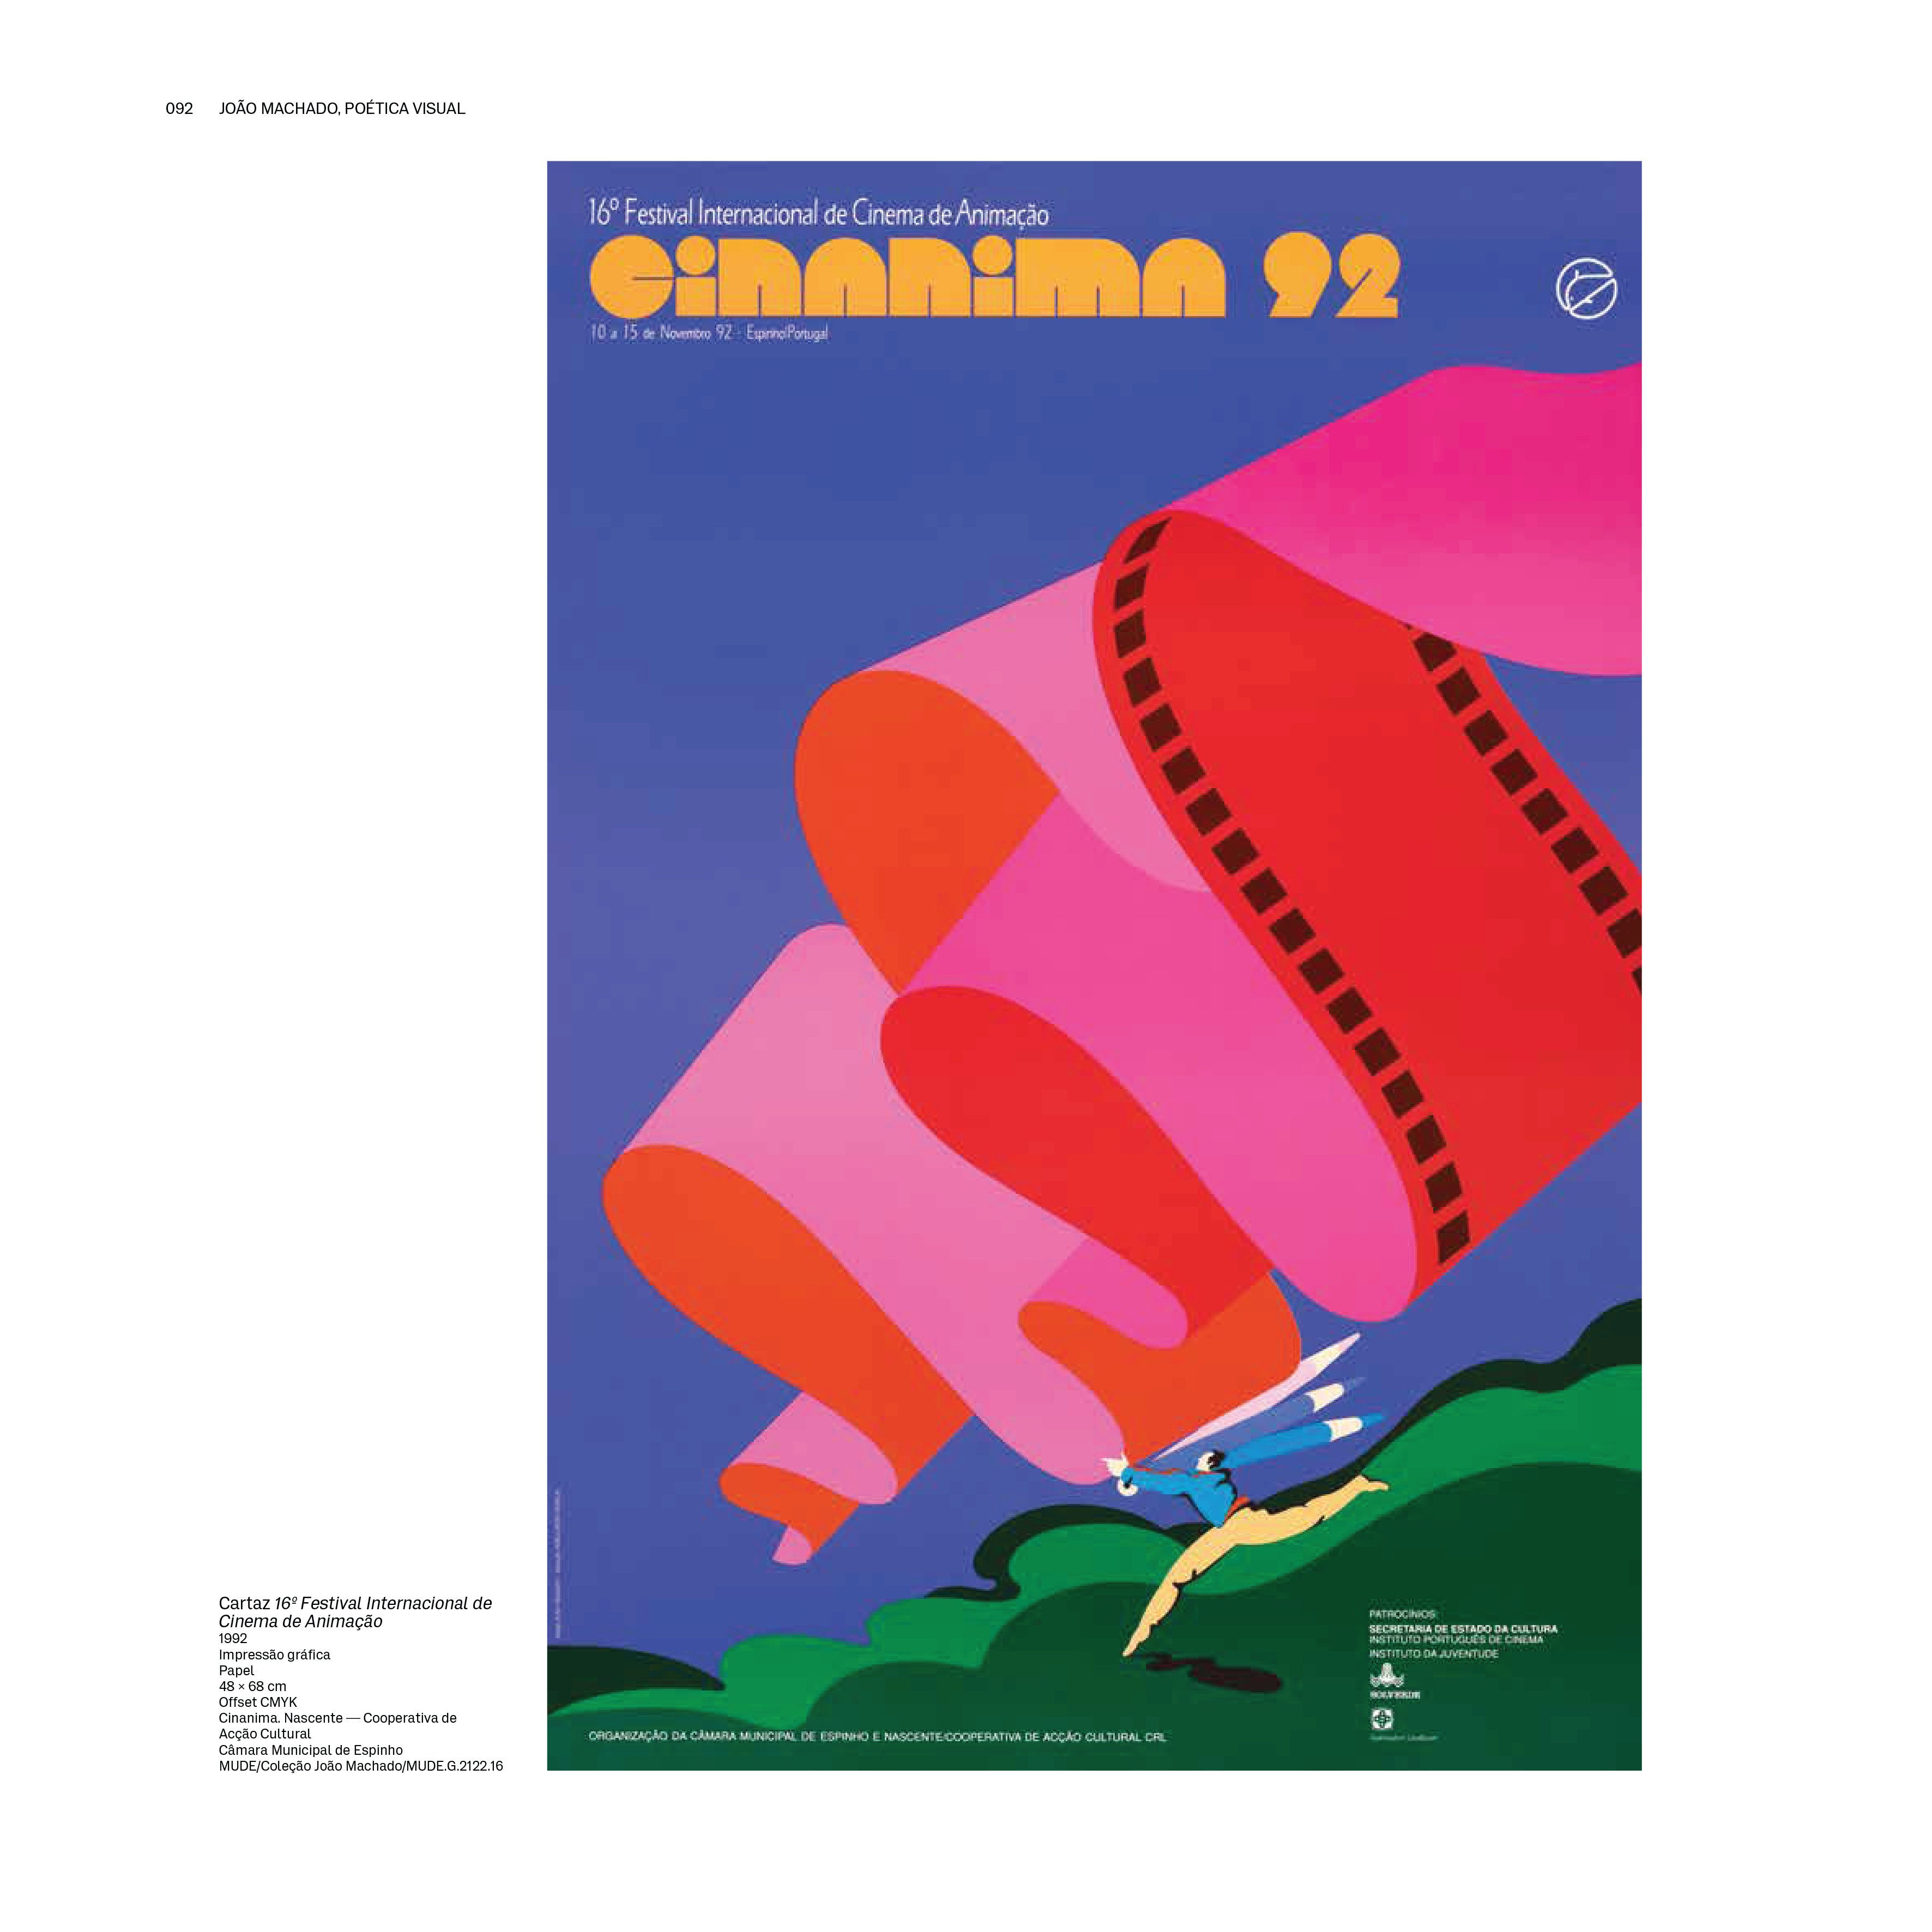 092 JOÃO MACHADO, POÉTICA VISUAL
16º Festival Internacional de Cinema de Animação
cinanima 92
10 a 15 de Novembro 92 - Espinho/Portugal
PATROCÍNIOS:
SECRETARIA DE ESTADO DA CULTURA
INSTITUTO PORTUGUÊS DE CINEMA
INSTITUTO DA JUVENTUDE
SOLVERDE
ORGANIZAÇÃO DA CÂMARA MUNICIPAL DE ESPINHO E NASCENTE/COOPERATIVA DE ACÇÃO CULTURAL CRL
Cartaz 16º Festival Internacional de
Cinema de Animação
1992
Impressão gráfica
Papel
48 × 68 cm
Offset CMYK
Cinanima. Nascente — Cooperativa de
Acção Cultural
Câmara Municipal de Espinho
MUDE/Coleção João Machado/MUDE.G.2122.16